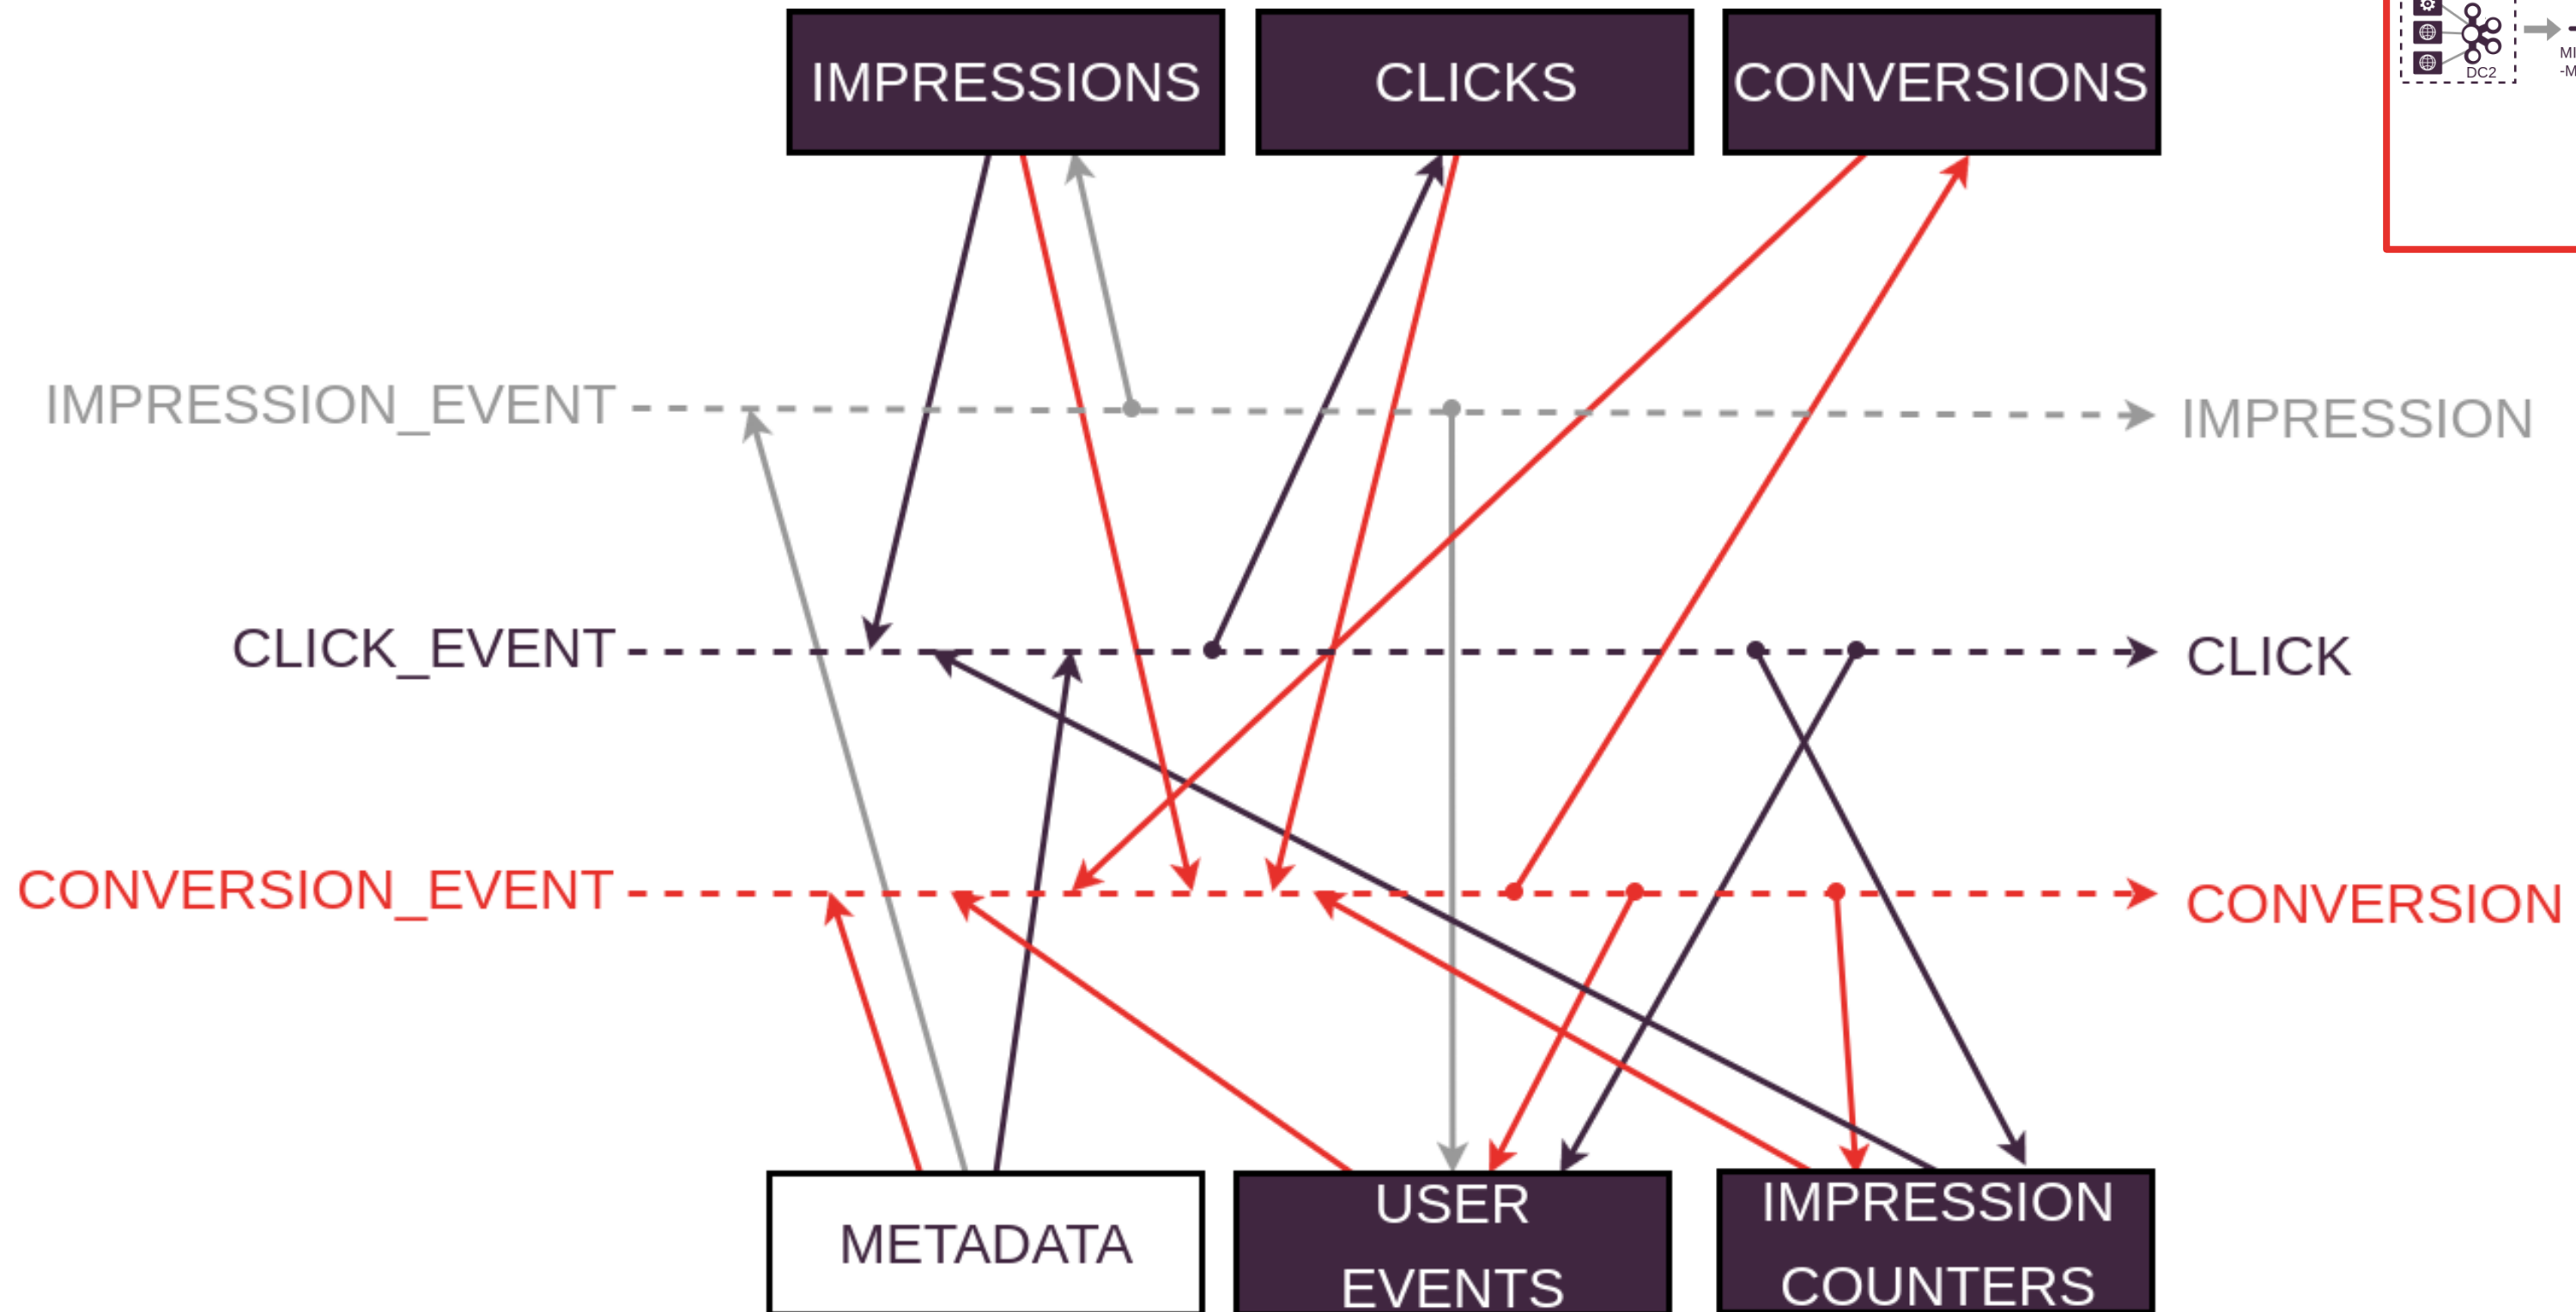 IMPRESSIONS
CLICKS
CONVERSIONS
DC2
IMPRESSION_EVENT
IMPRESSION
CLICK_EVENT
CLICK
CONVERSION_EVENT
CONVERSION
METADATA
USER
EVENTS
IMPRESSION
COUNTERS